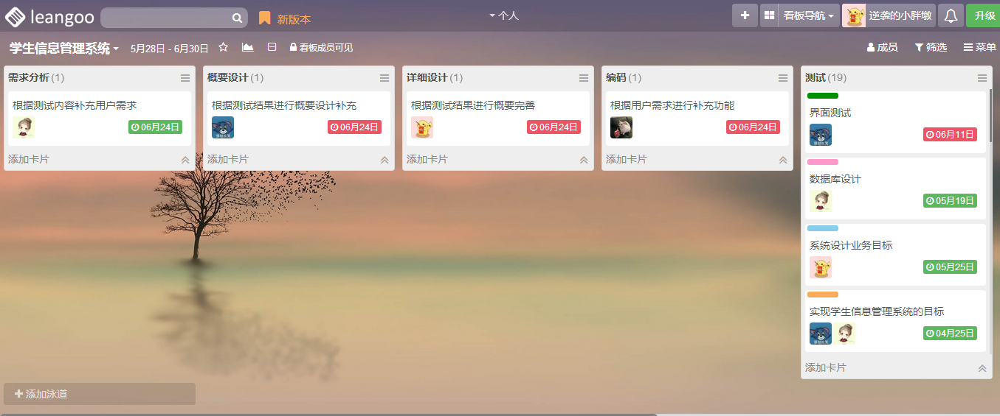 leangoo 新版本 个人 看板导航 逆袭的小胖墩 升级
学生信息管理系统 5月28日 - 6月30日 看板成员可见 成员 筛选 菜单
需求分析 (1)
根据测试内容补充用户需求
06月24日
添加卡片
概要设计 (1)
根据测试结果进行概要设计补充
06月24日
添加卡片
详细设计 (1)
根据测试结果进行概要完善
06月24日
添加卡片
编码 (1)
根据用户需求进行补充功能
06月24日
添加卡片
测试 (19)
界面测试
06月11日
数据库设计
05月19日
系统设计业务目标
05月25日
实现学生信息管理系统的目标
04月25日
添加卡片
添加泳道